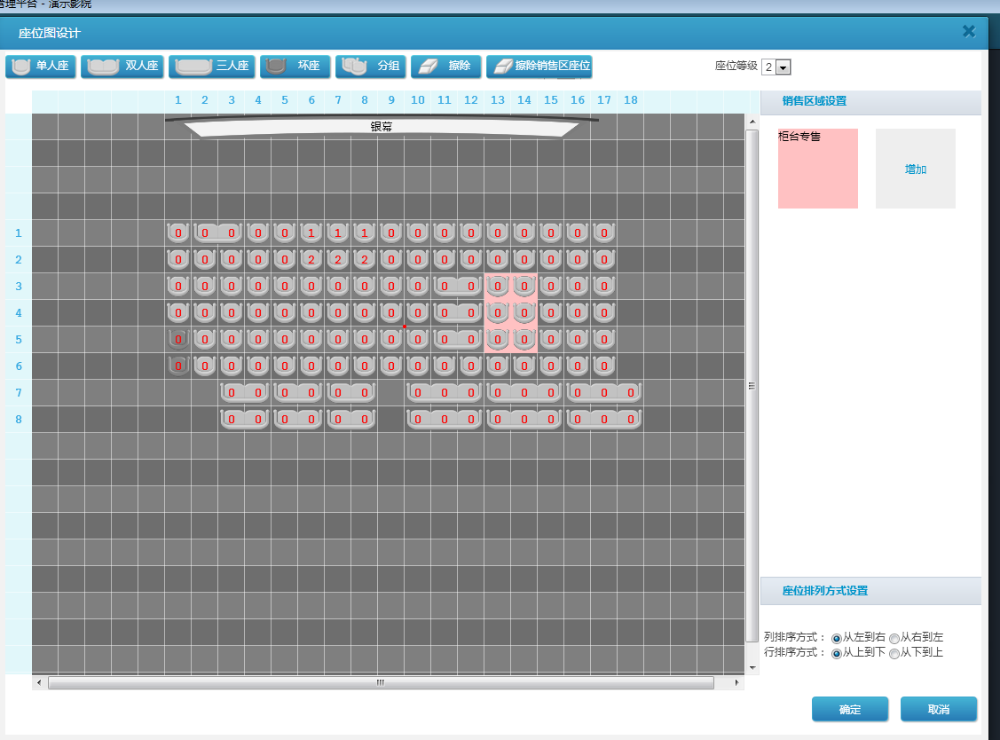 管理平台 - 演示影院
座位图设计
单人座 双人座 三人座 坏座 分组 擦除 擦除销售区座位 座位等级 2
1 2 3 4 5 6 7 8 9 10 11 12 13 14 15 16 17 18
销售区域设置
银幕
柜台专售
增加
1 0 0 0 0 0 1 1 1 0 0 0 0 0 0 0 0 0
2 0 0 0 0 0 2 2 2 0 0 0 0 0 0 0 0 0
3 0 0 0 0 0 0 0 0 0 0 0 0 0 0 0 0 0
4 0 0 0 0 0 0 0 0 0 0 0 0 0 0 0 0 0
5 0 0 0 0 0 0 0 0 0 0 0 0 0 0 0 0 0
6 0 0 0 0 0 0 0 0 0 0 0 0 0 0 0 0 0
7 0 0 0 0 0 0 0 0 0 0 0 0 0 0 0
8 0 0 0 0 0 0 0 0 0 0 0 0 0 0 0
座位排列方式设置
列排序方式： 从左到右 从右到左
行排序方式： 从上到下 从下到上
确定 取消